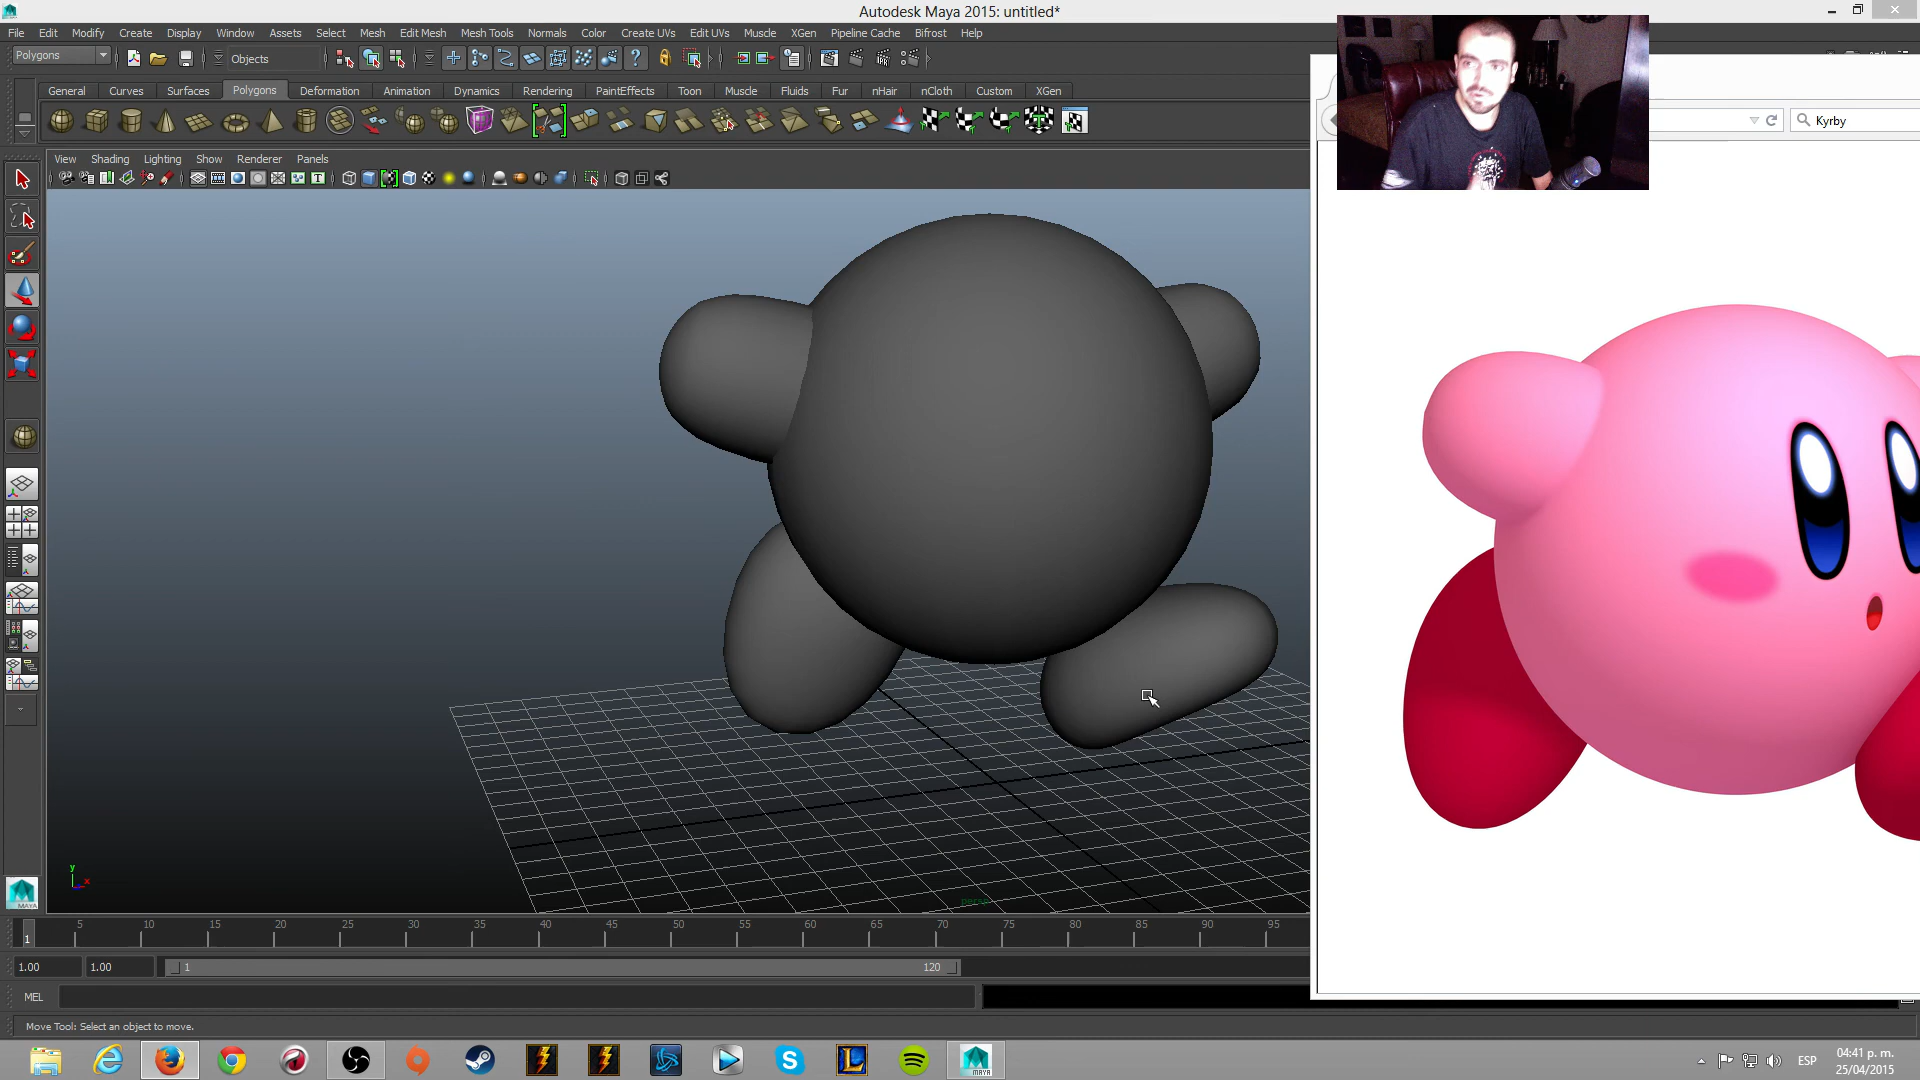 Autodesk Maya 2015: untitled*
File Edit Modify Create Display Window Assets Select Mesh Edit Mesh Mesh Tools Normals Color Create UVs Edit UVs Muscle XGen Pipeline Cache Bifrost Help
Polygons Objects
General Curves Surfaces Polygons Deformation Animation Dynamics Rendering PaintEffects Toon Muscle Fluids Fur nHair nCloth Custom XGen
Kyrby
View Shading Lighting Show Renderer Panels
y
x
persp
5 10 15 20 25 30 35 40 45 50 55 60 65 70 75 80 85 90 95
1
1.00 1.00 1 120
MEL
Move Tool: Select an object to move.
MAYA
ESP
04:41 p. m.
25/04/2015